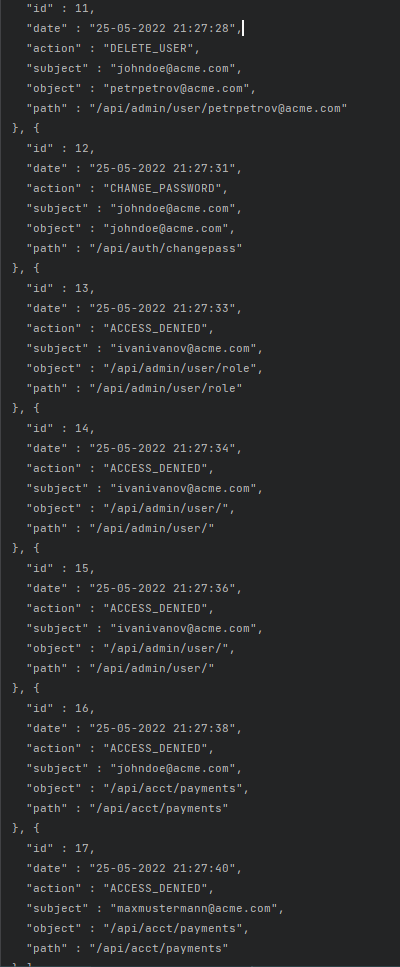 "id" : 11,
"date" : "25-05-2022 21:27:28",
"action" : "DELETE_USER",
"subject" : "johndoe@acme.com",
"object" : "petrpetrov@acme.com",
"path" : "/api/admin/user/petrpetrov@acme.com"
}, {
"id" : 12,
"date" : "25-05-2022 21:27:31",
"action" : "CHANGE_PASSWORD",
"subject" : "johndoe@acme.com",
"object" : "johndoe@acme.com",
"path" : "/api/auth/changepass"
}, {
"id" : 13,
"date" : "25-05-2022 21:27:33",
"action" : "ACCESS_DENIED",
"subject" : "ivanivanov@acme.com",
"object" : "/api/admin/user/role",
"path" : "/api/admin/user/role"
}, {
"id" : 14,
"date" : "25-05-2022 21:27:34",
"action" : "ACCESS_DENIED",
"subject" : "ivanivanov@acme.com",
"object" : "/api/admin/user/",
"path" : "/api/admin/user/"
}, {
"id" : 15,
"date" : "25-05-2022 21:27:36",
"action" : "ACCESS_DENIED",
"subject" : "ivanivanov@acme.com",
"object" : "/api/admin/user/",
"path" : "/api/admin/user/"
}, {
"id" : 16,
"date" : "25-05-2022 21:27:38",
"action" : "ACCESS_DENIED",
"subject" : "johndoe@acme.com",
"object" : "/api/acct/payments",
"path" : "/api/acct/payments"
}, {
"id" : 17,
"date" : "25-05-2022 21:27:40",
"action" : "ACCESS_DENIED",
"subject" : "maxmustermann@acme.com",
"object" : "/api/acct/payments",
"path" : "/api/acct/payments"
} ]